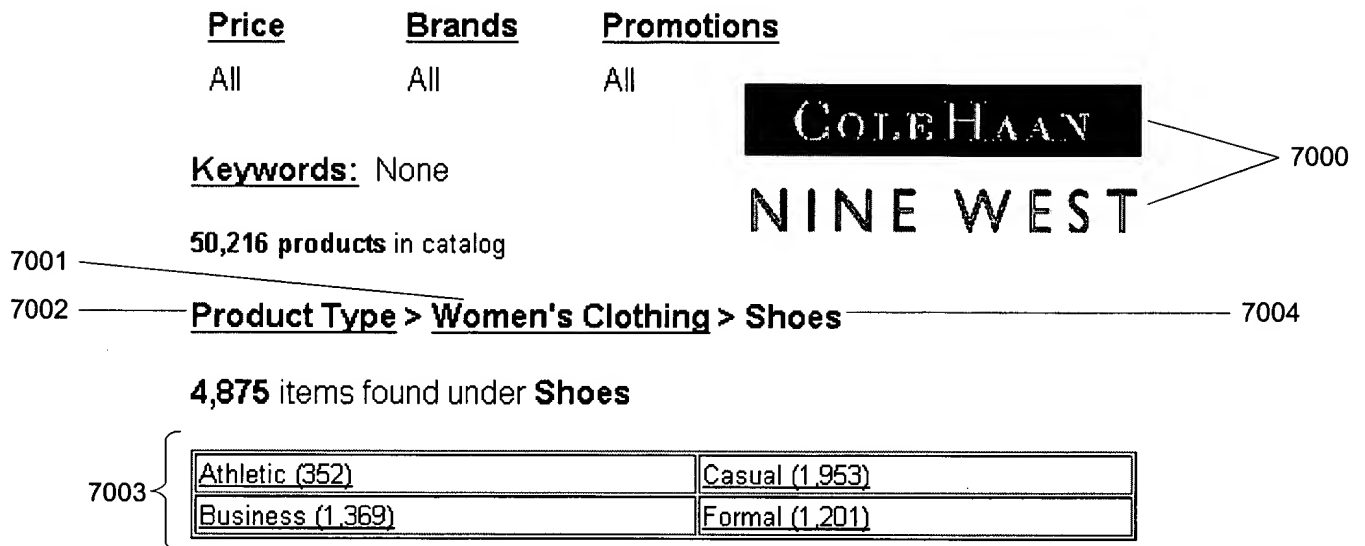 Price Brands Promotions
All All All
COLE HAAN
7000
Keywords: None
NINE WEST
50,216 products in catalog
7001
7002 Product Type > Women's Clothing > Shoes 7004
4,875 items found under Shoes
7003
Athletic (352) Casual (1,953)
Business (1,369) Formal (1,201)